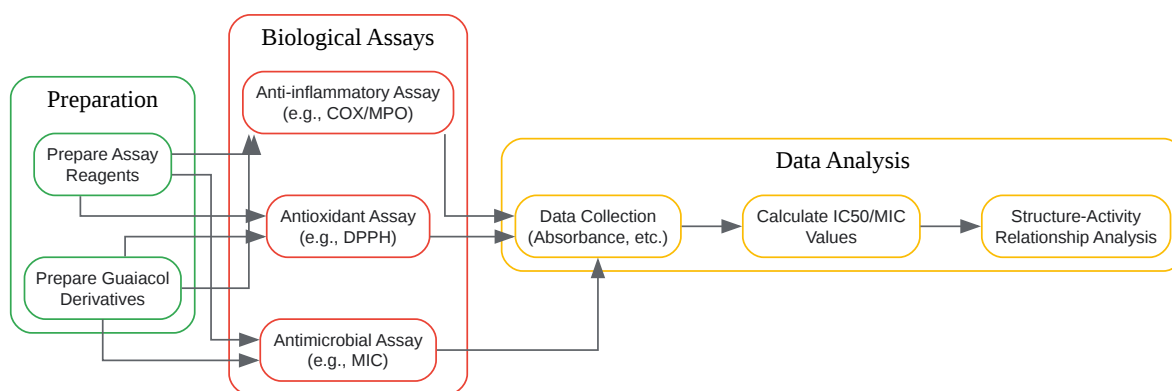 Preparation
Prepare Assay
Reagents
Prepare Guaiacol
Derivatives
Biological Assays
Anti-inflammatory Assay
(e.g., COX/MPO)
Antioxidant Assay
(e.g., DPPH)
Antimicrobial Assay
(e.g., MIC)
Data Analysis
Data Collection
(Absorbance, etc.)
Calculate IC50/MIC
Values
Structure-Activity
Relationship Analysis